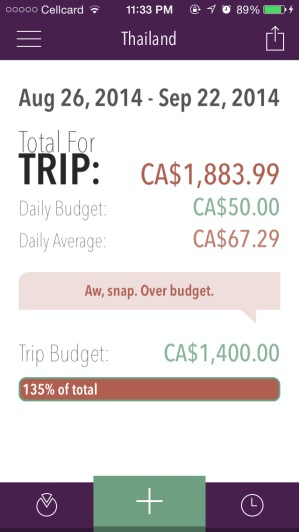 Cellcard 11:33 PM 89%
Thailand
Aug 26, 2014 - Sep 22, 2014
Total For
TRIP: CA$1,883.99
Daily Budget: CA$50.00
Daily Average: CA$67.29
Aw, snap. Over budget.
Trip Budget: CA$1,400.00
135% of total